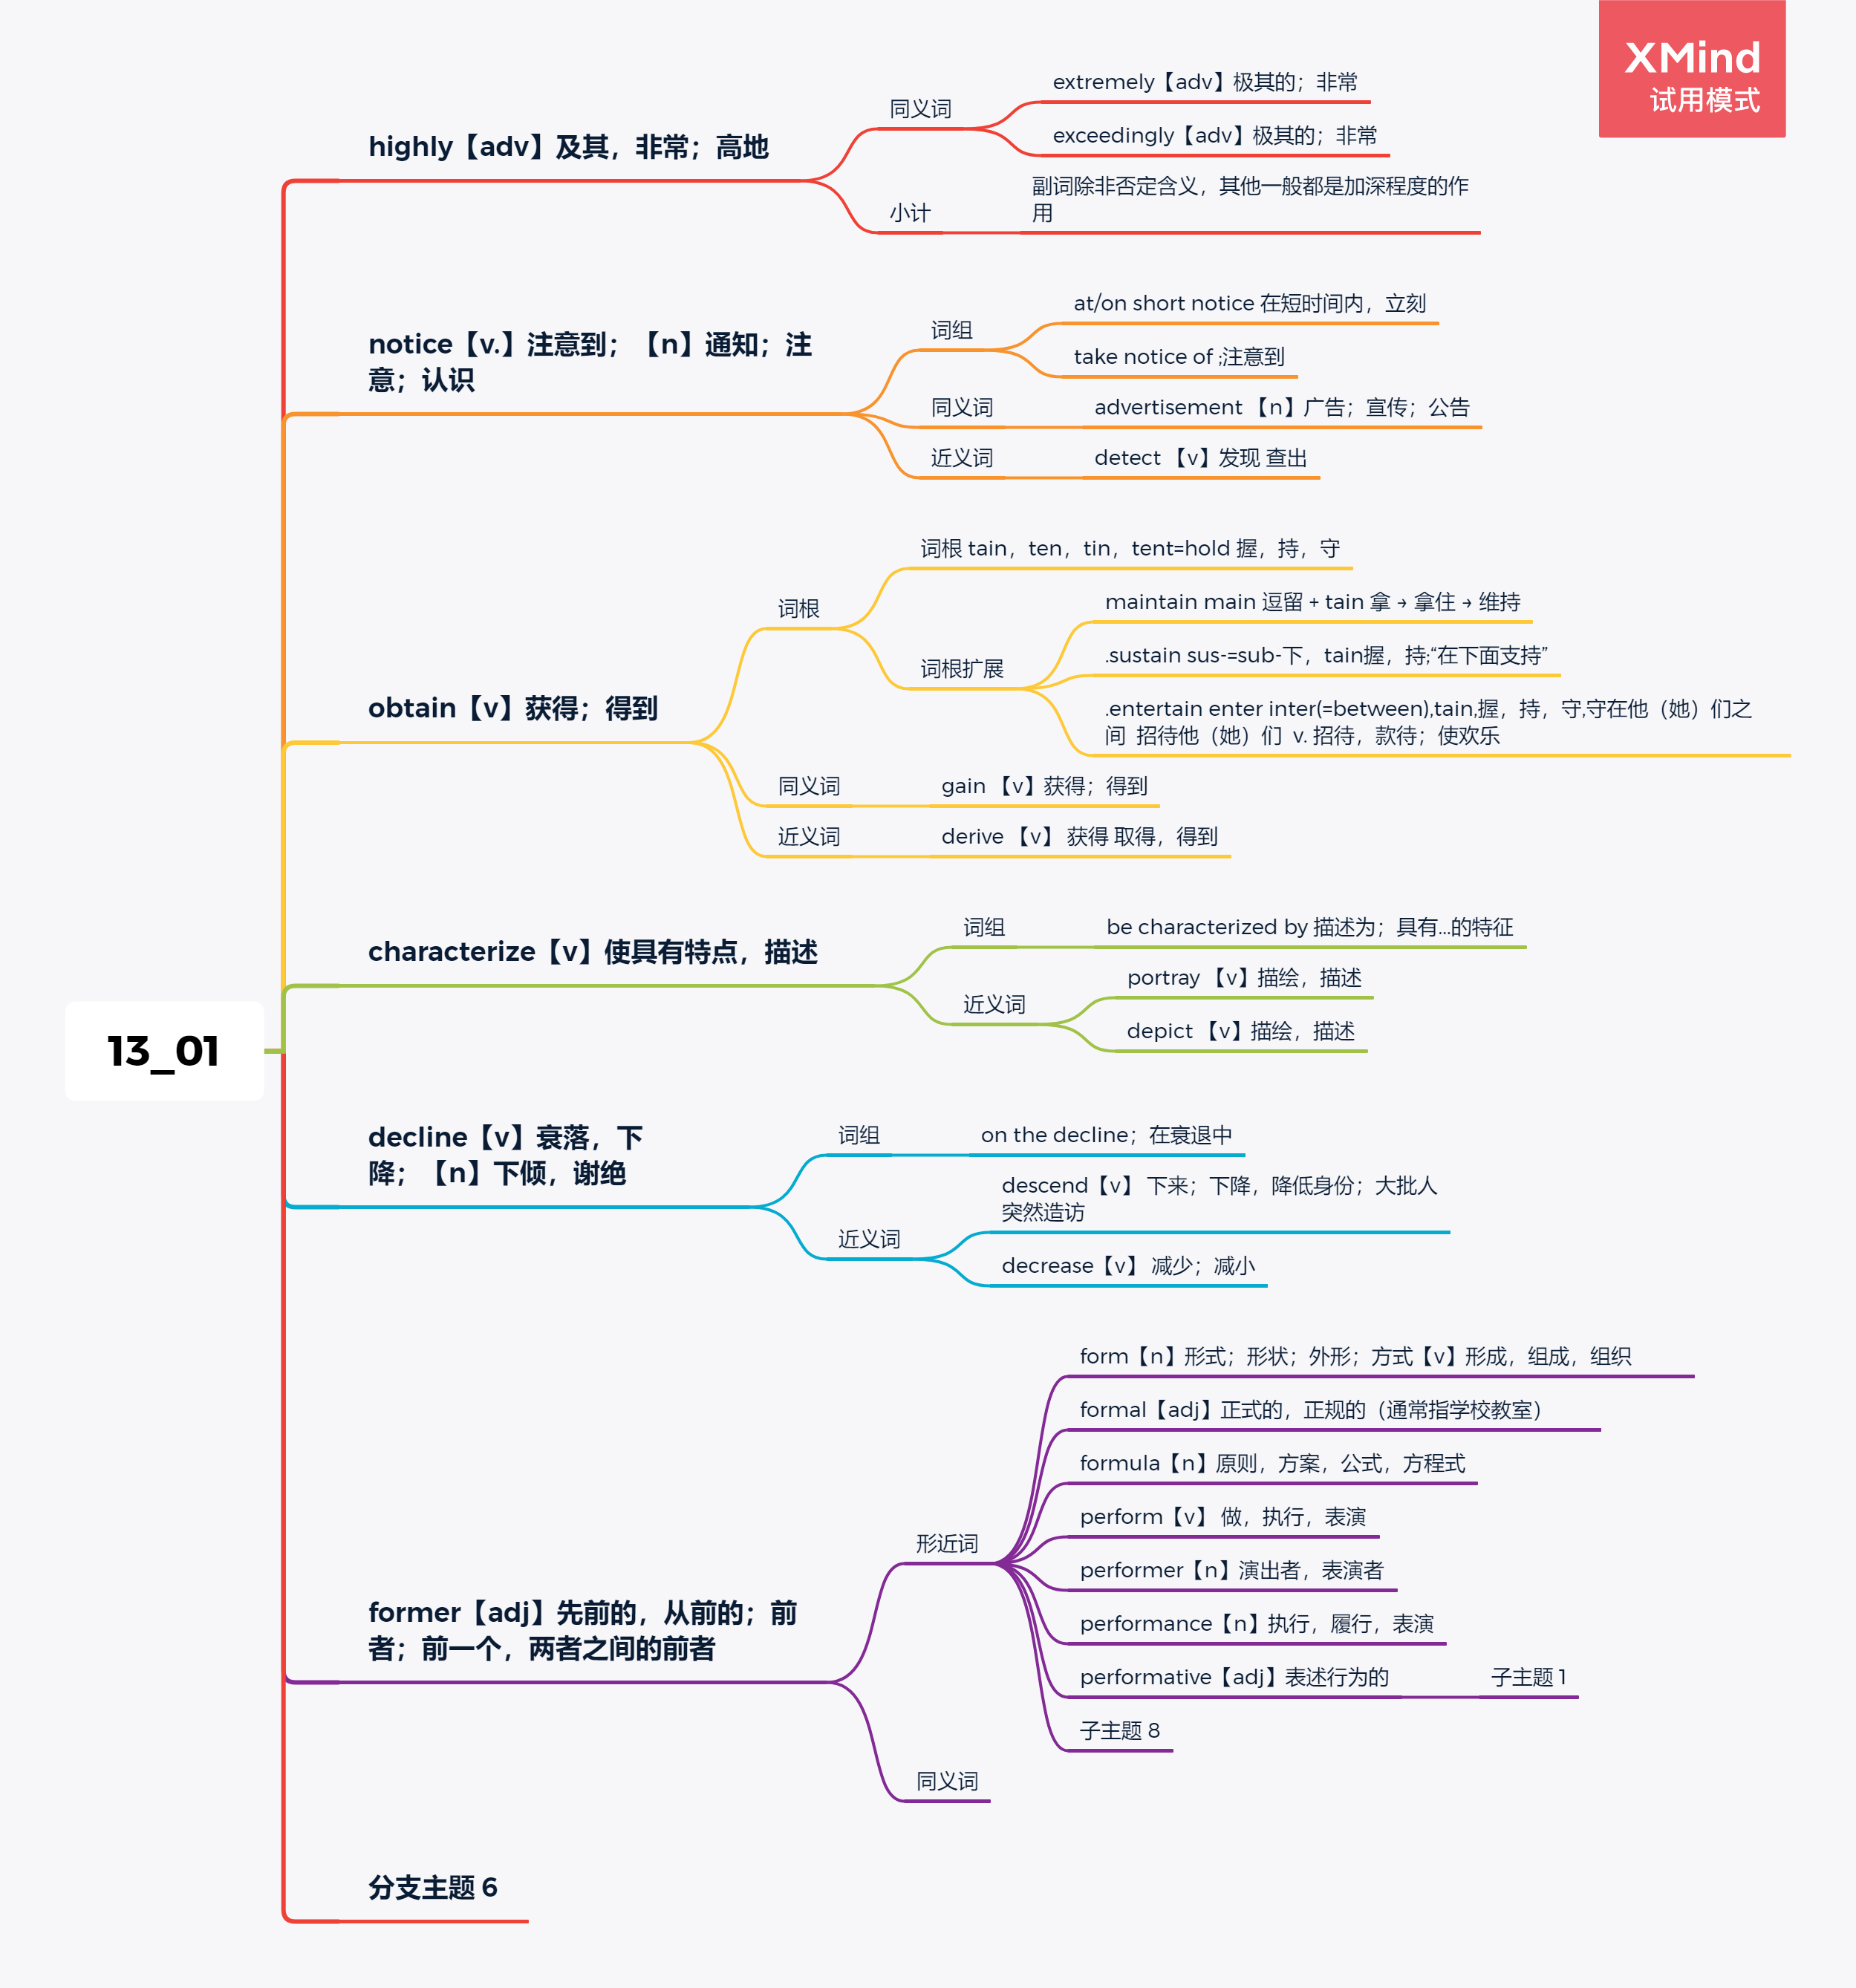 XMind
试用模式
13_01
highly【adv】及其，非常；高地
同义词
extremely【adv】极其的；非常
exceedingly【adv】极其的；非常
小计
副词除非否定含义，其他一般都是加深程度的作
用
notice【v.】注意到；【n】通知；注
意；认识
词组
at/on short notice 在短时间内，立刻
take notice of ;注意到
同义词
advertisement 【n】广告；宣传；公告
近义词
detect 【v】发现 查出
obtain【v】获得；得到
词根
词根 tain，ten，tin，tent=hold 握，持，守
词根扩展
maintain main 逗留 + tain 拿 → 拿住 → 维持
.sustain sus-=sub-下，tain握，持;“在下面支持”
.entertain enter inter(=between),tain,握，持，守,守在他（她）们之
间 招待他（她）们 v. 招待，款待；使欢乐
同义词
gain 【v】获得；得到
近义词
derive 【v】 获得 取得，得到
characterize【v】使具有特点，描述
词组
be characterized by 描述为；具有...的特征
近义词
portray 【v】描绘，描述
depict 【v】描绘，描述
decline【v】衰落，下
降；【n】下倾，谢绝
词组
on the decline；在衰退中
近义词
descend【v】 下来；下降，降低身份；大批人
突然造访
decrease【v】 减少；减小
former【adj】先前的，从前的；前
者；前一个，两者之间的前者
形近词
form【n】形式；形状；外形；方式【v】形成，组成，组织
formal【adj】正式的，正规的（通常指学校教室）
formula【n】原则，方案，公式，方程式
perform【v】 做，执行，表演
performer【n】演出者，表演者
performance【n】执行，履行，表演
performative【adj】表述行为的
子主题 1
子主题 8
同义词
分支主题 6